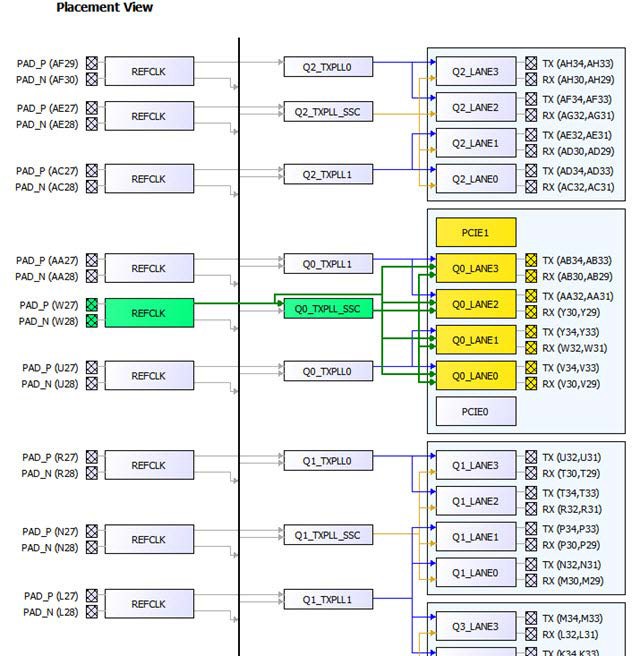 Placement View
PAD_P (AF29)
PAD_N (AF30)
REFCLK
Q2_TXPLL0
Q2_LANE3
TX (AH34,AH33)
RX (AH30,AH29)
PAD_P (AE27)
PAD_N (AE28)
REFCLK
Q2_TXPLL_SSC
Q2_LANE2
TX (AF34,AF33)
RX (AG32,AG31)
Q2_LANE1
TX (AE32,AE31)
RX (AD30,AD29)
PAD_P (AC27)
PAD_N (AC28)
REFCLK
Q2_TXPLL1
Q2_LANE0
TX (AD34,AD33)
RX (AC32,AC31)
PCIE1
PAD_P (AA27)
PAD_N (AA28)
REFCLK
Q0_TXPLL1
Q0_LANE3
TX (AB34,AB33)
RX (AB30,AB29)
PAD_P (W27)
PAD_N (W28)
REFCLK
Q0_TXPLL_SSC
Q0_LANE2
TX (AA32,AA31)
RX (Y30,Y29)
Q0_LANE1
TX (Y34,Y33)
RX (W32,W31)
PAD_P (U27)
PAD_N (U28)
REFCLK
Q0_TXPLL0
Q0_LANE0
TX (V34,V33)
RX (V30,V29)
PCIE0
PAD_P (R27)
PAD_N (R28)
REFCLK
Q1_TXPLL0
Q1_LANE3
TX (U32,U31)
RX (T30,T29)
Q1_LANE2
TX (T34,T33)
RX (R32,R31)
PAD_P (N27)
PAD_N (N28)
REFCLK
Q1_TXPLL_SSC
Q1_LANE1
TX (P34,P33)
RX (P30,P29)
Q1_LANE0
TX (N32,N31)
RX (M30,M29)
PAD_P (L27)
PAD_N (L28)
REFCLK
Q1_TXPLL1
Q3_LANE3
TX (M34,M33)
RX (L32,L31)
TX (K34,K33)